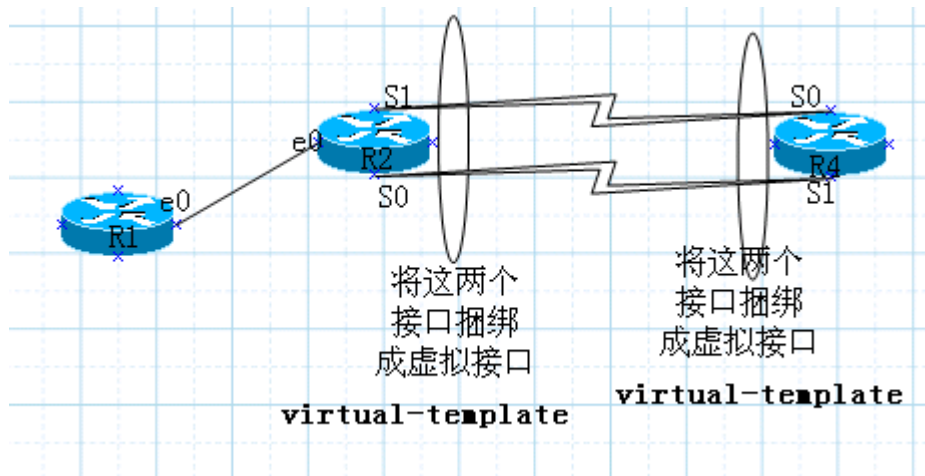 S1
S0
e0
R2
R4
S0
S1
e0
R1
将这两个
接口捆绑
成虚拟接口
virtual-template
将这两个
接口捆绑
成虚拟接口
virtual-template